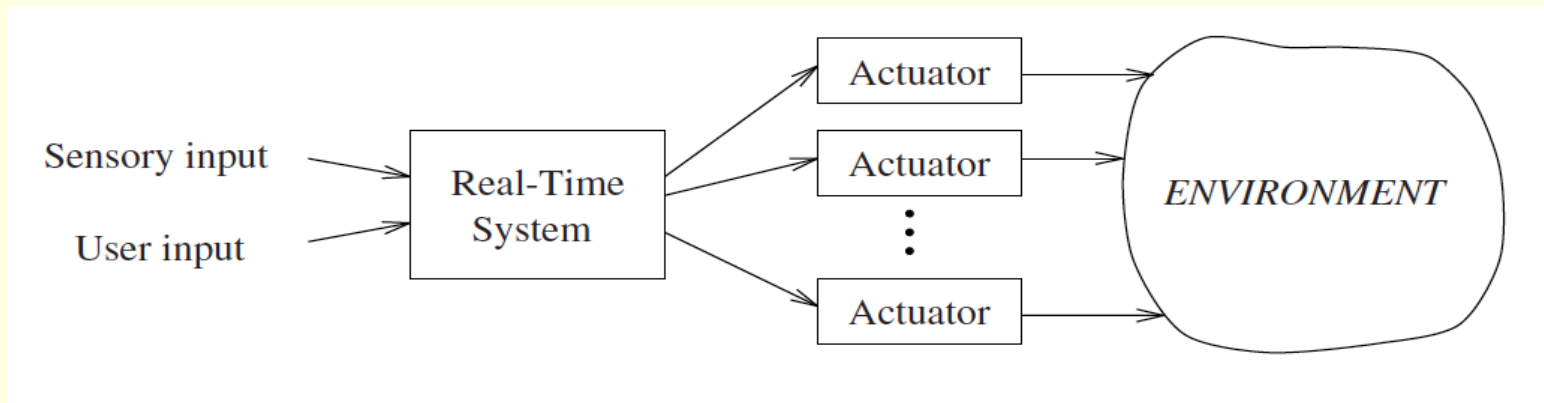 Sensory input
User input
Real-Time
System
Actuator
Actuator
Actuator
ENVIRONMENT